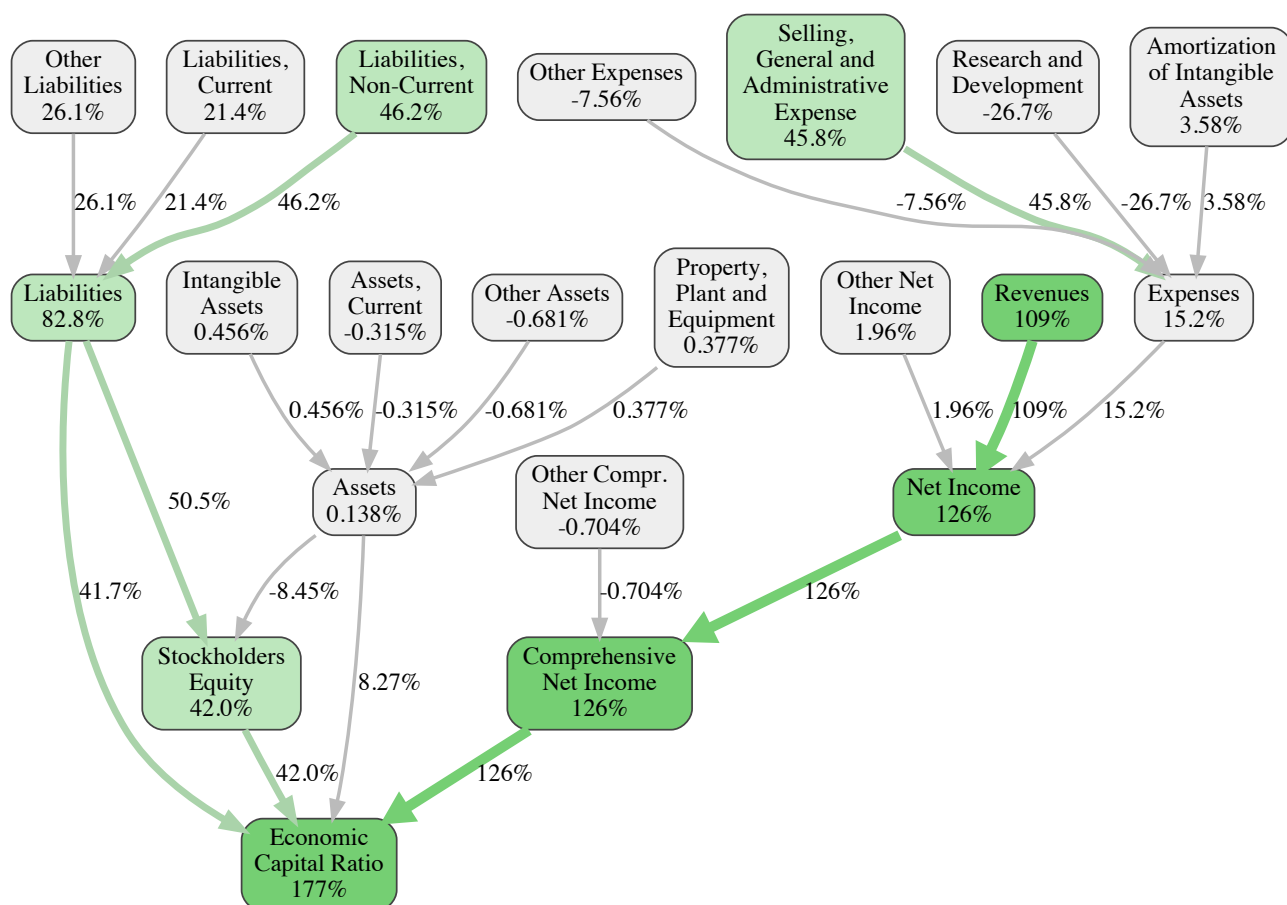 Other
Liabilities
26.1%
Liabilities,
Current
21.4%
Liabilities,
Non-Current
46.2%
Other Expenses
-7.56%
Selling,
General and
Administrative
Expense
45.8%
Research and
Development
-26.7%
Amortization
of Intangible
Assets
3.58%
26.1%
21.4%
46.2%
-7.56%
45.8%
-26.7%
3.58%
Liabilities
82.8%
Intangible
Assets
0.456%
Assets,
Current
-0.315%
Other Assets
-0.681%
Property,
Plant and
Equipment
0.377%
Other Net
Income
1.96%
Revenues
109%
Expenses
15.2%
0.456%
-0.315%
-0.681%
0.377%
1.96%
109%
15.2%
50.5%
Assets
0.138%
Other Compr.
Net Income
-0.704%
Net Income
126%
41.7%
-8.45%
-0.704%
126%
Stockholders
Equity
42.0%
8.27%
Comprehensive
Net Income
126%
42.0%
126%
Economic
Capital Ratio
177%